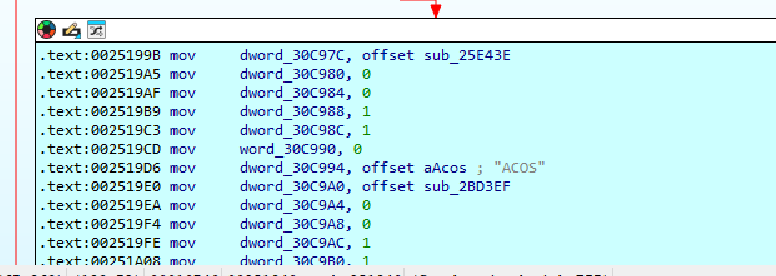 .text:0025199B mov dword_30C97C, offset sub_25E43E
.text:002519A5 mov dword_30C980, 0
.text:002519AF mov dword_30C984, 0
.text:002519B9 mov dword_30C988, 1
.text:002519C3 mov dword_30C98C, 1
.text:002519CD mov word_30C990, 0
.text:002519D6 mov dword_30C994, offset aAcos ; "ACOS"
.text:002519E0 mov dword_30C9A0, offset sub_2BD3EF
.text:002519EA mov dword_30C9A4, 0
.text:002519F4 mov dword_30C9A8, 0
.text:002519FE mov dword_30C9AC, 1
.text:00251A08 mov dword_30C9B0, 1